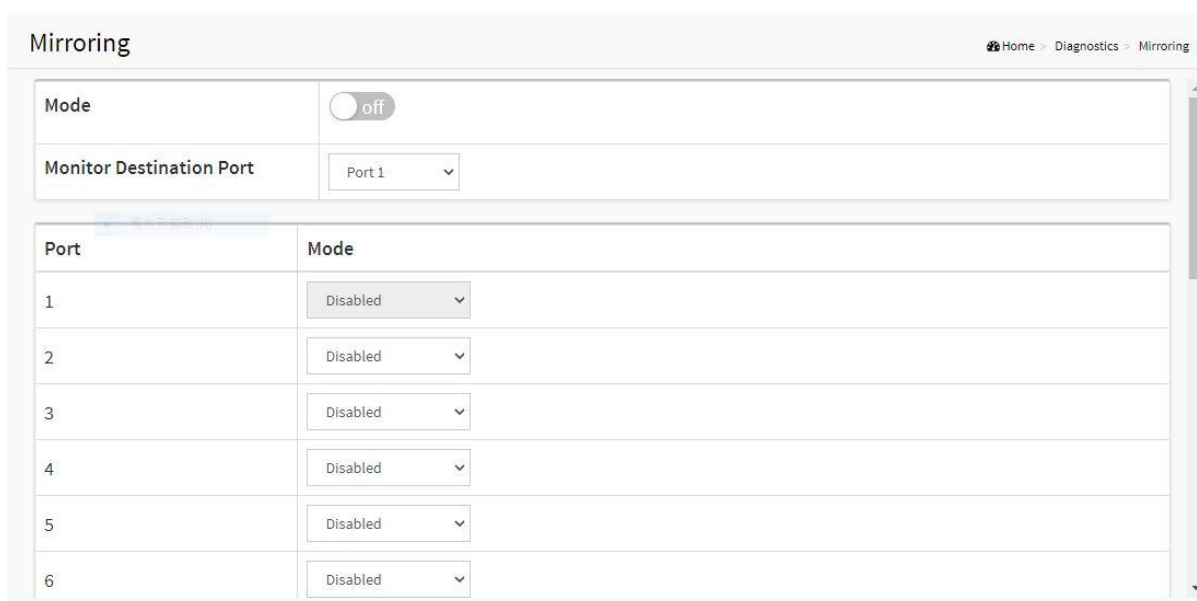 Mirroring
Home > Diagnostics > Mirroring
Mode off
Monitor Destination Port Port 1
Port Mode
1 Disabled
2 Disabled
3 Disabled
4 Disabled
5 Disabled
6 Disabled